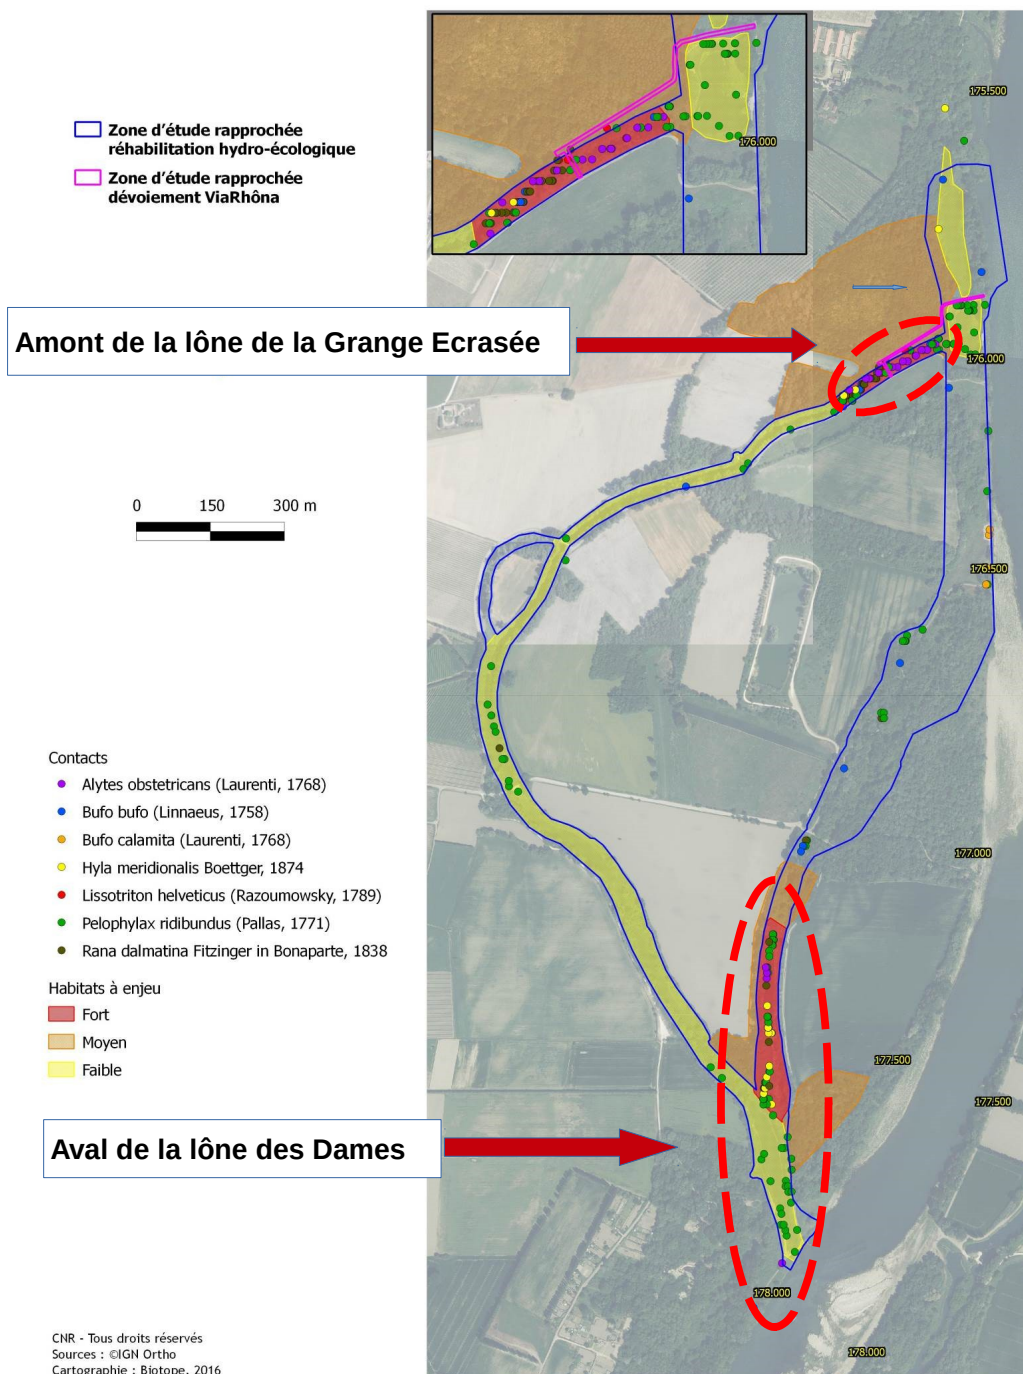 Zone d'étude rapprochée
réhabilitation hydro-écologique
Zone d'étude rapprochée
dévoiement ViaRhôna
176.000
175.500
Amont de la lône de la Grange Ecrasée
176.000
0 150 300 m
176.500
Contacts
Alytes obstetricans (Laurenti, 1768)
Bufo bufo (Linnaeus, 1758)
Bufo calamita (Laurenti, 1768)
Hyla meridionalis Boettger, 1874
Lissotriton helveticus (Razoumowsky, 1789)
Pelophylax ridibundus (Pallas, 1771)
Rana dalmatina Fitzinger in Bonaparte, 1838
177.000
Habitats à enjeu
Fort
Moyen
Faible
177.500
177.500
Aval de la lône des Dames
178.000
178.000
CNR - Tous droits réservés
Sources : ©IGN Ortho
Cartographie : Biotope, 2016